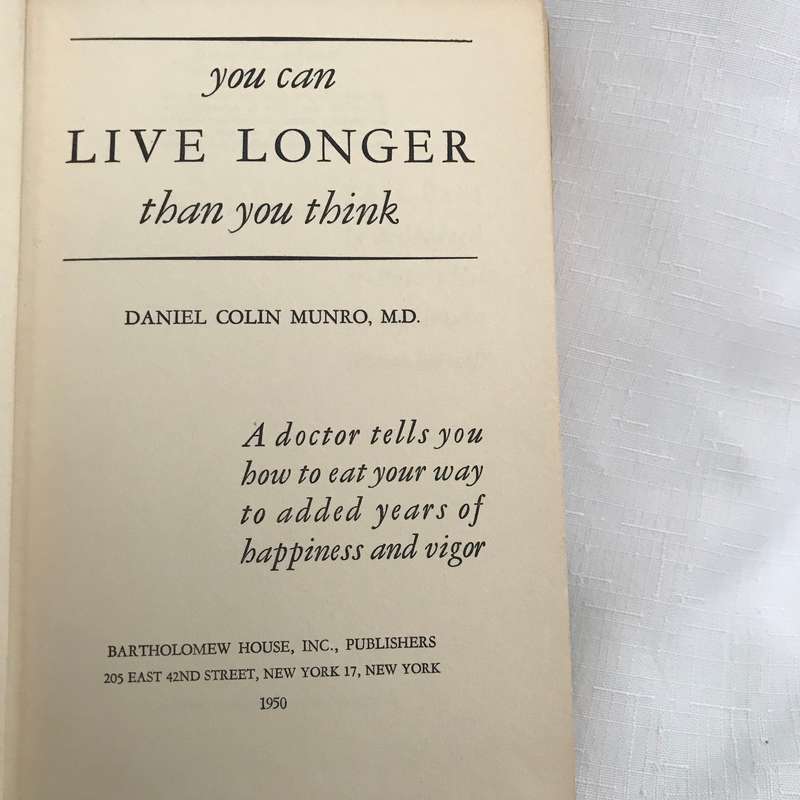 you can
LIVE LONGER
than you think
DANIEL COLIN MUNRO, M.D.
A doctor tells you
how to eat your way
to added years of
happiness and vigor
BARTHOLOMEW HOUSE, INC., PUBLISHERS
205 EAST 42ND STREET, NEW YORK 17, NEW YORK
1950